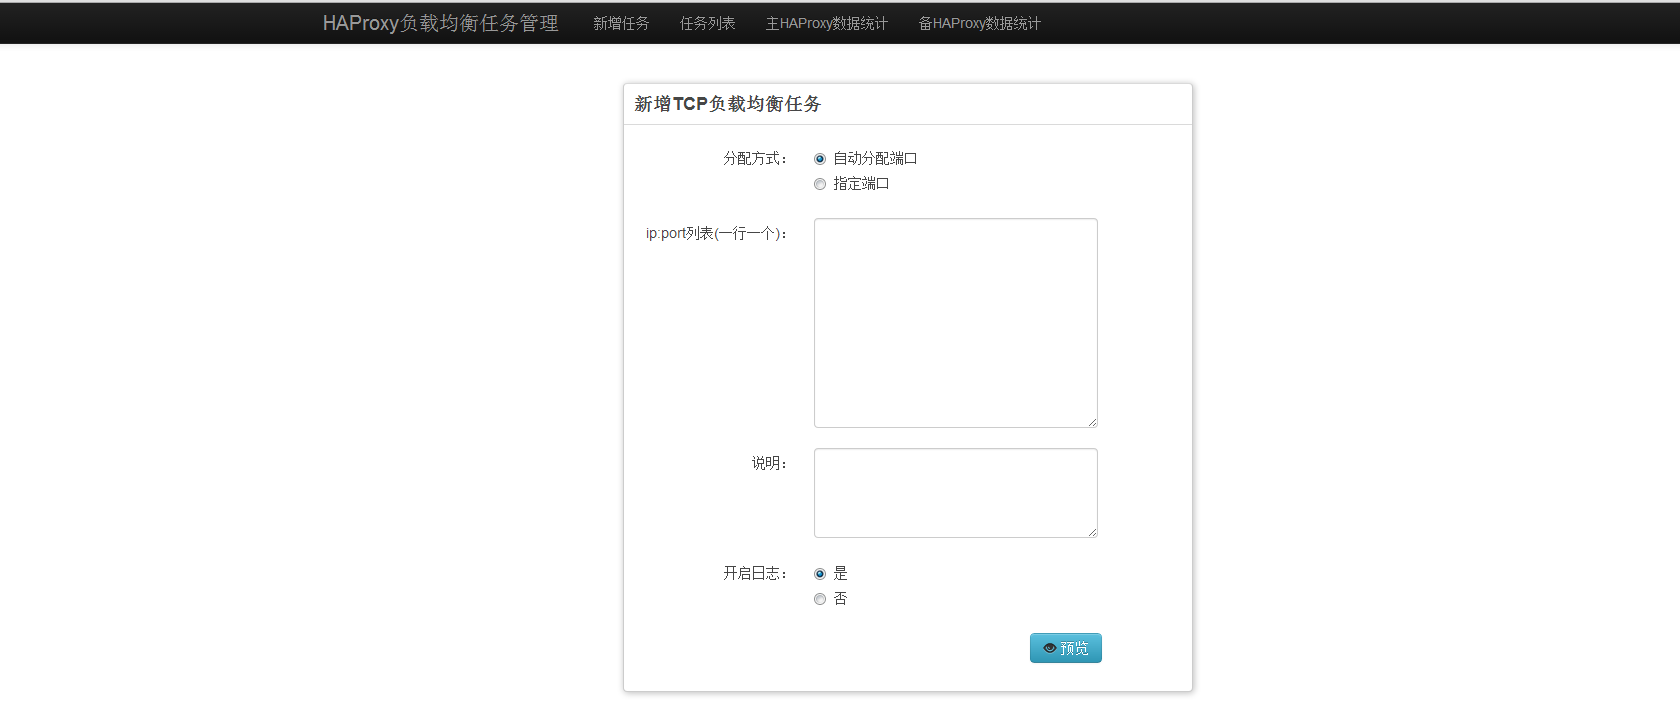 HAProxy负载均衡任务管理 新增任务 任务列表 主HAProxy数据统计 备HAProxy数据统计
新增TCP负载均衡任务
分配方式： 自动分配端口
指定端口
ip:port列表(一行一个)：
说明：
开启日志： 是
否
预览